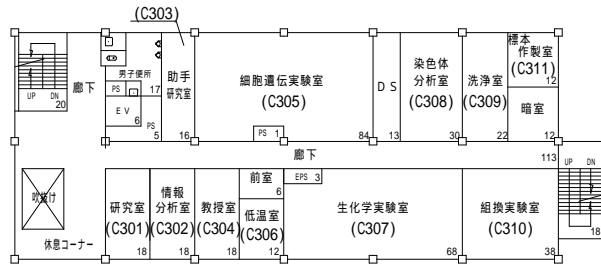 (C303)
標本
作製室
(C311)
12
廊下
男子便所
PS
17
助手
研究室
細胞遺伝実験室
(C305)
DS
染色体
分析室
(C308)
洗浄室
(C309)
UP DN
20
EV
6
PS
5
16
PS 1
84
13
30
22
暗室
12
廊下
113
吹抜け
休息コーナー
研究室
(C301)
18
情報
分析室
(C302)
18
教授室
(C304)
18
前室
6
低温室
(C306)
12
EPS 3
生化学実験室
(C307)
68
組換実験室
(C310)
38
UP DN
18